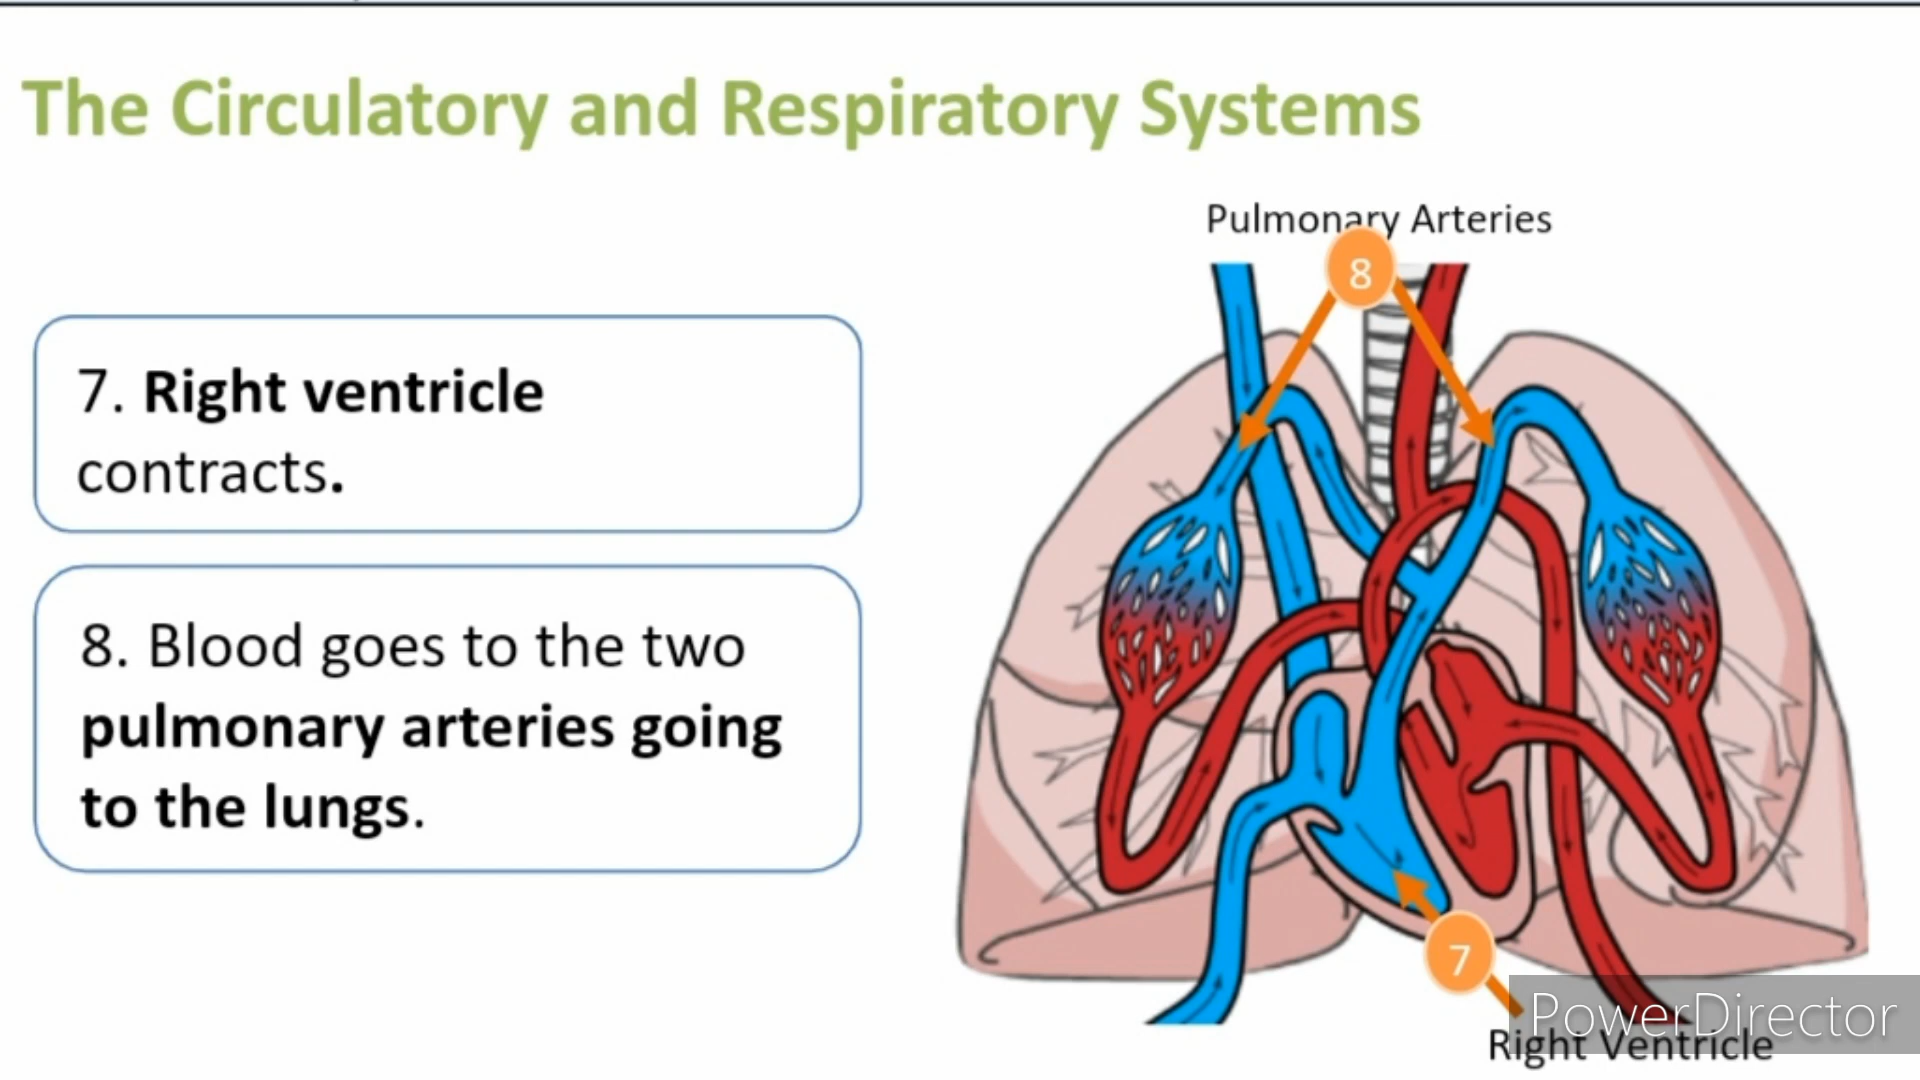 The Circulatory and Respiratory Systems
Pulmonary Arteries
8
7. Right ventricle
contracts.
8. Blood goes to the two
pulmonary arteries going
to the lungs.
7
PowerDirector
Right Ventricle